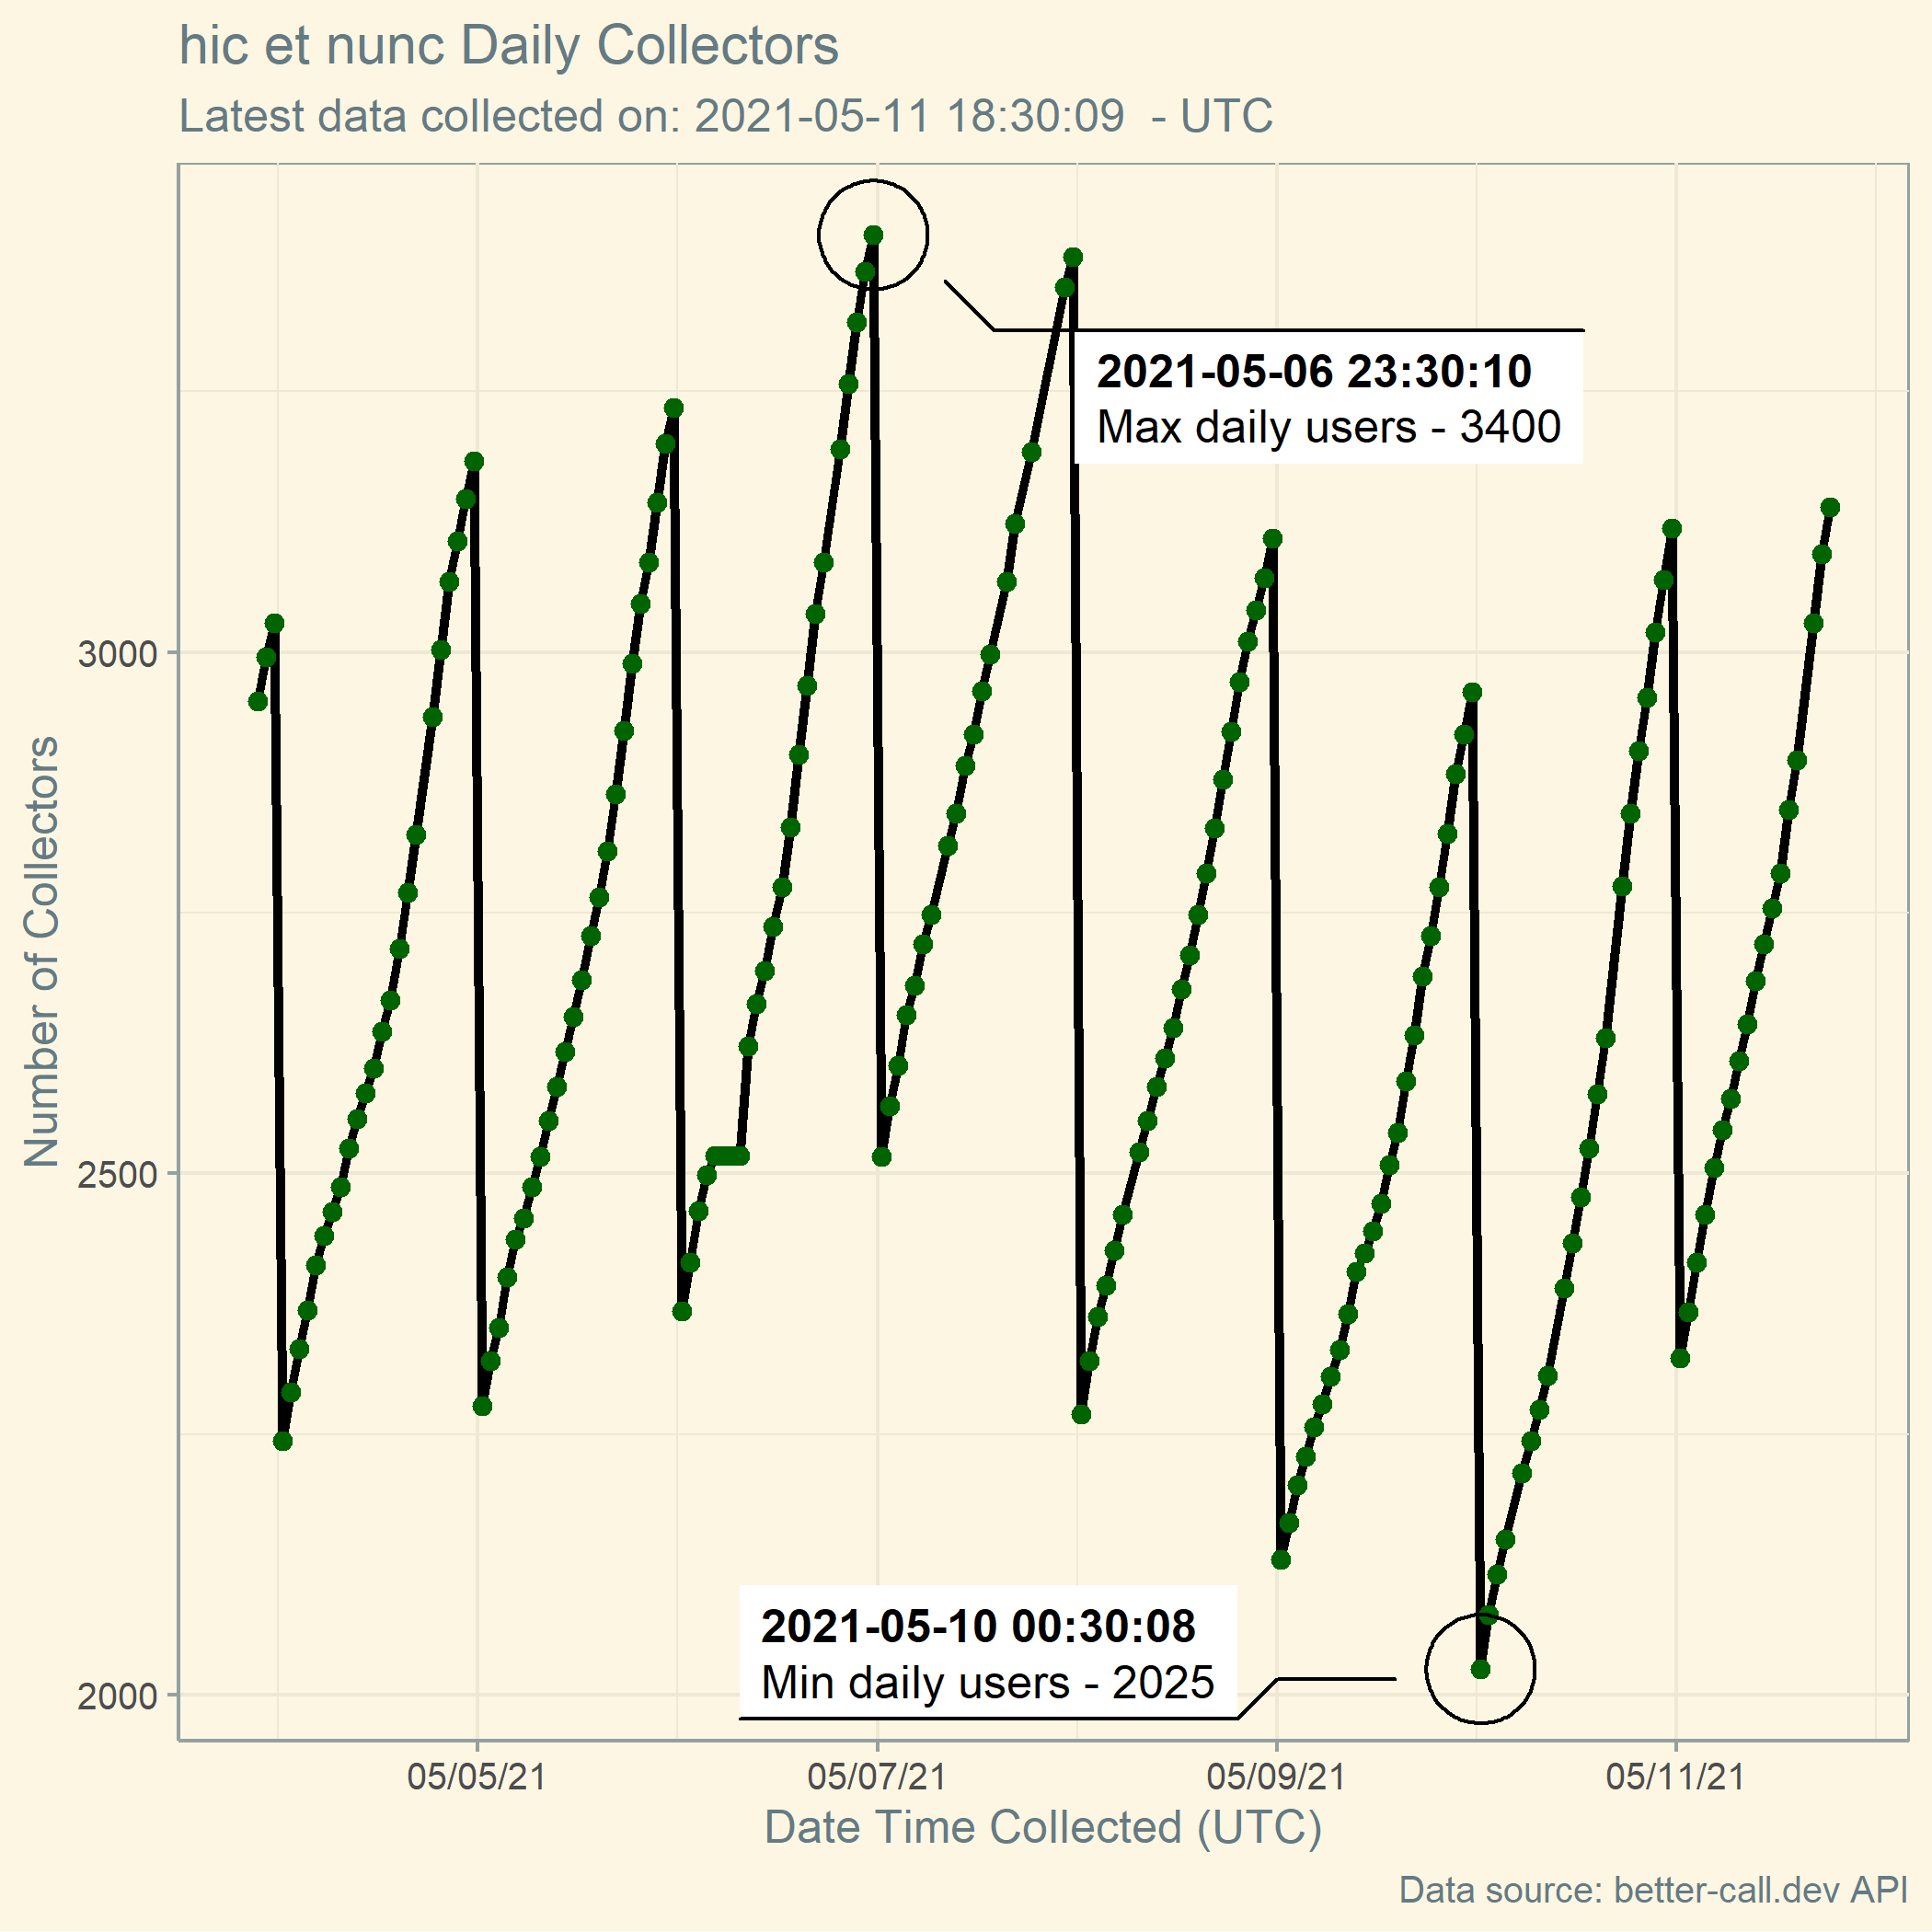 hic et nunc Daily Collectors
Latest data collected on: 2021-05-11 18:30:09  - UTC
2021-05-06 23:30:10
Max daily users - 3400
3000
Number of Collectors
2500
2021-05-10 00:30:08
Min daily users - 2025
2000
05/05/21 05/07/21 05/09/21 05/11/21
Date Time Collected (UTC)
Data source: better-call.dev API